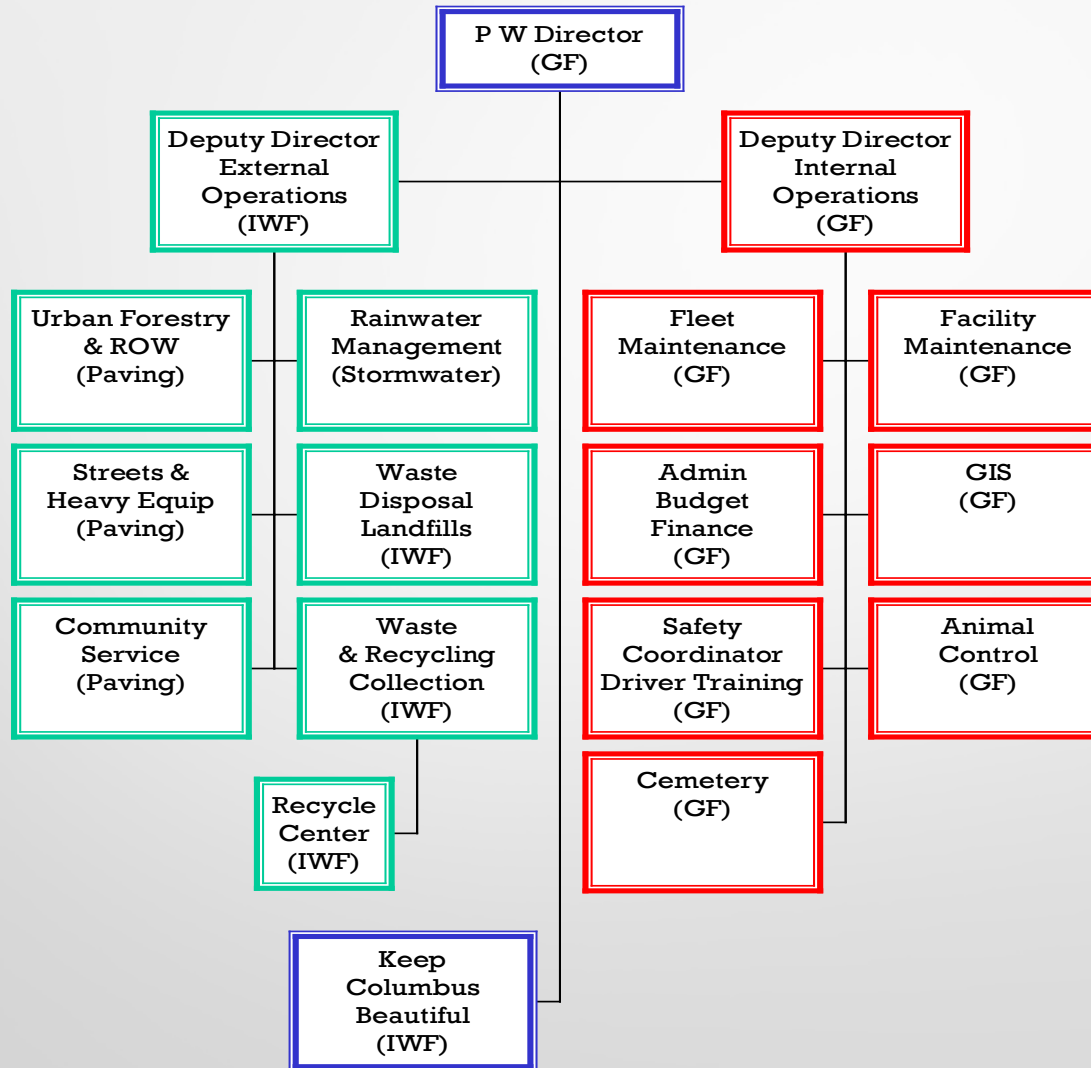 P W Director
(GF)
Deputy Director
External
Operations
(IWF)
Deputy Director
Internal
Operations
(GF)
Urban Forestry
& ROW
(Paving)
Rainwater
Management
(Stormwater)
Fleet
Maintenance
(GF)
Facility
Maintenance
(GF)
Streets &
Heavy Equip
(Paving)
Waste
Disposal
Landfills
(IWF)
Admin
Budget
Finance
(GF)
GIS
(GF)
Community
Service
(Paving)
Waste
& Recycling
Collection
(IWF)
Safety
Coordinator
Driver Training
(GF)
Animal
Control
(GF)
Recycle
Center
(IWF)
Cemetery
(GF)
Keep
Columbus
Beautiful
(IWF)